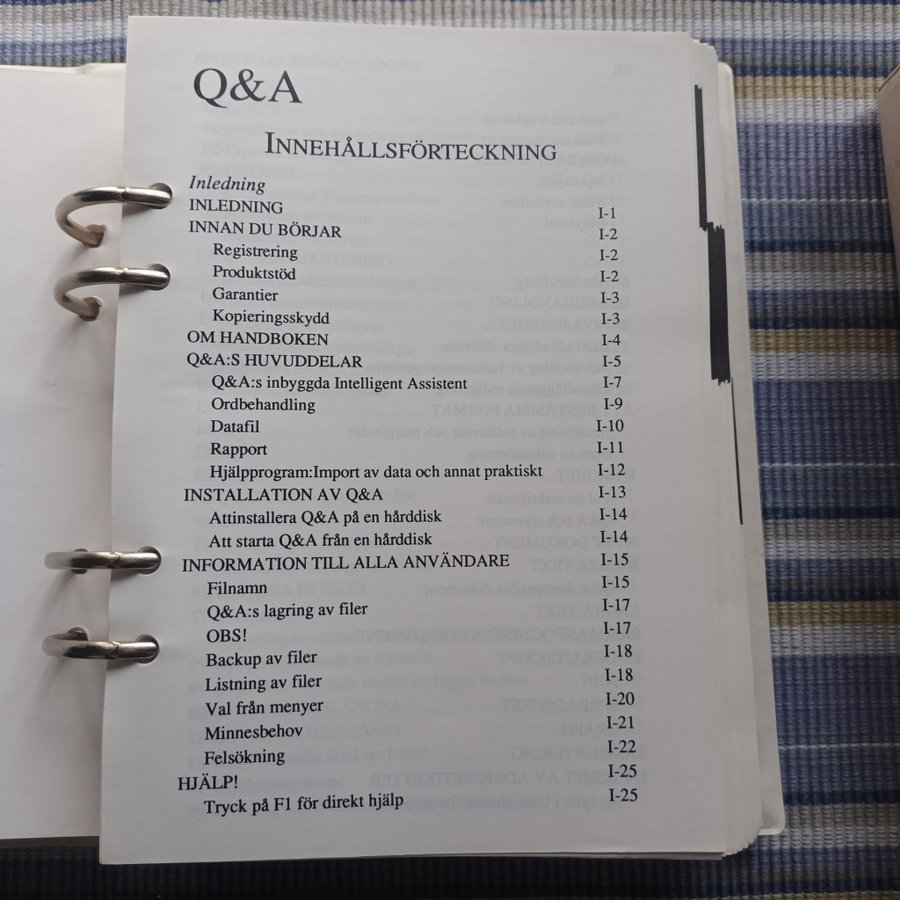 Q&A
INNEHÅLLSFÖRTECKNING
Inledning
INLEDNING I-1
INNAN DU BÖRJAR I-2
Registrering I-2
Produktstöd I-2
Garantier I-3
Kopieringsskydd I-3
OM HANDBOKEN I-4
Q&A:S HUVUDDELAR I-5
Q&A:s inbyggda Intelligent Assistent I-7
Ordbehandling I-9
Datafil I-10
Rapport I-11
Hjälpprogram:Import av data och annat praktiskt I-12
INSTALLATION AV Q&A I-13
Attinstallera Q&A på en hårddisk I-14
Att starta Q&A från en hårddisk I-14
INFORMATION TILL ALLA ANVÄNDARE I-15
Filnamn I-15
Q&A:s lagring av filer I-17
OBS! I-17
Backup av filer I-18
Listning av filer I-18
Val från menyer I-20
Minnesbehov I-21
Felsökning I-22
HJÄLP! I-25
Tryck på F1 för direkt hjälp I-25